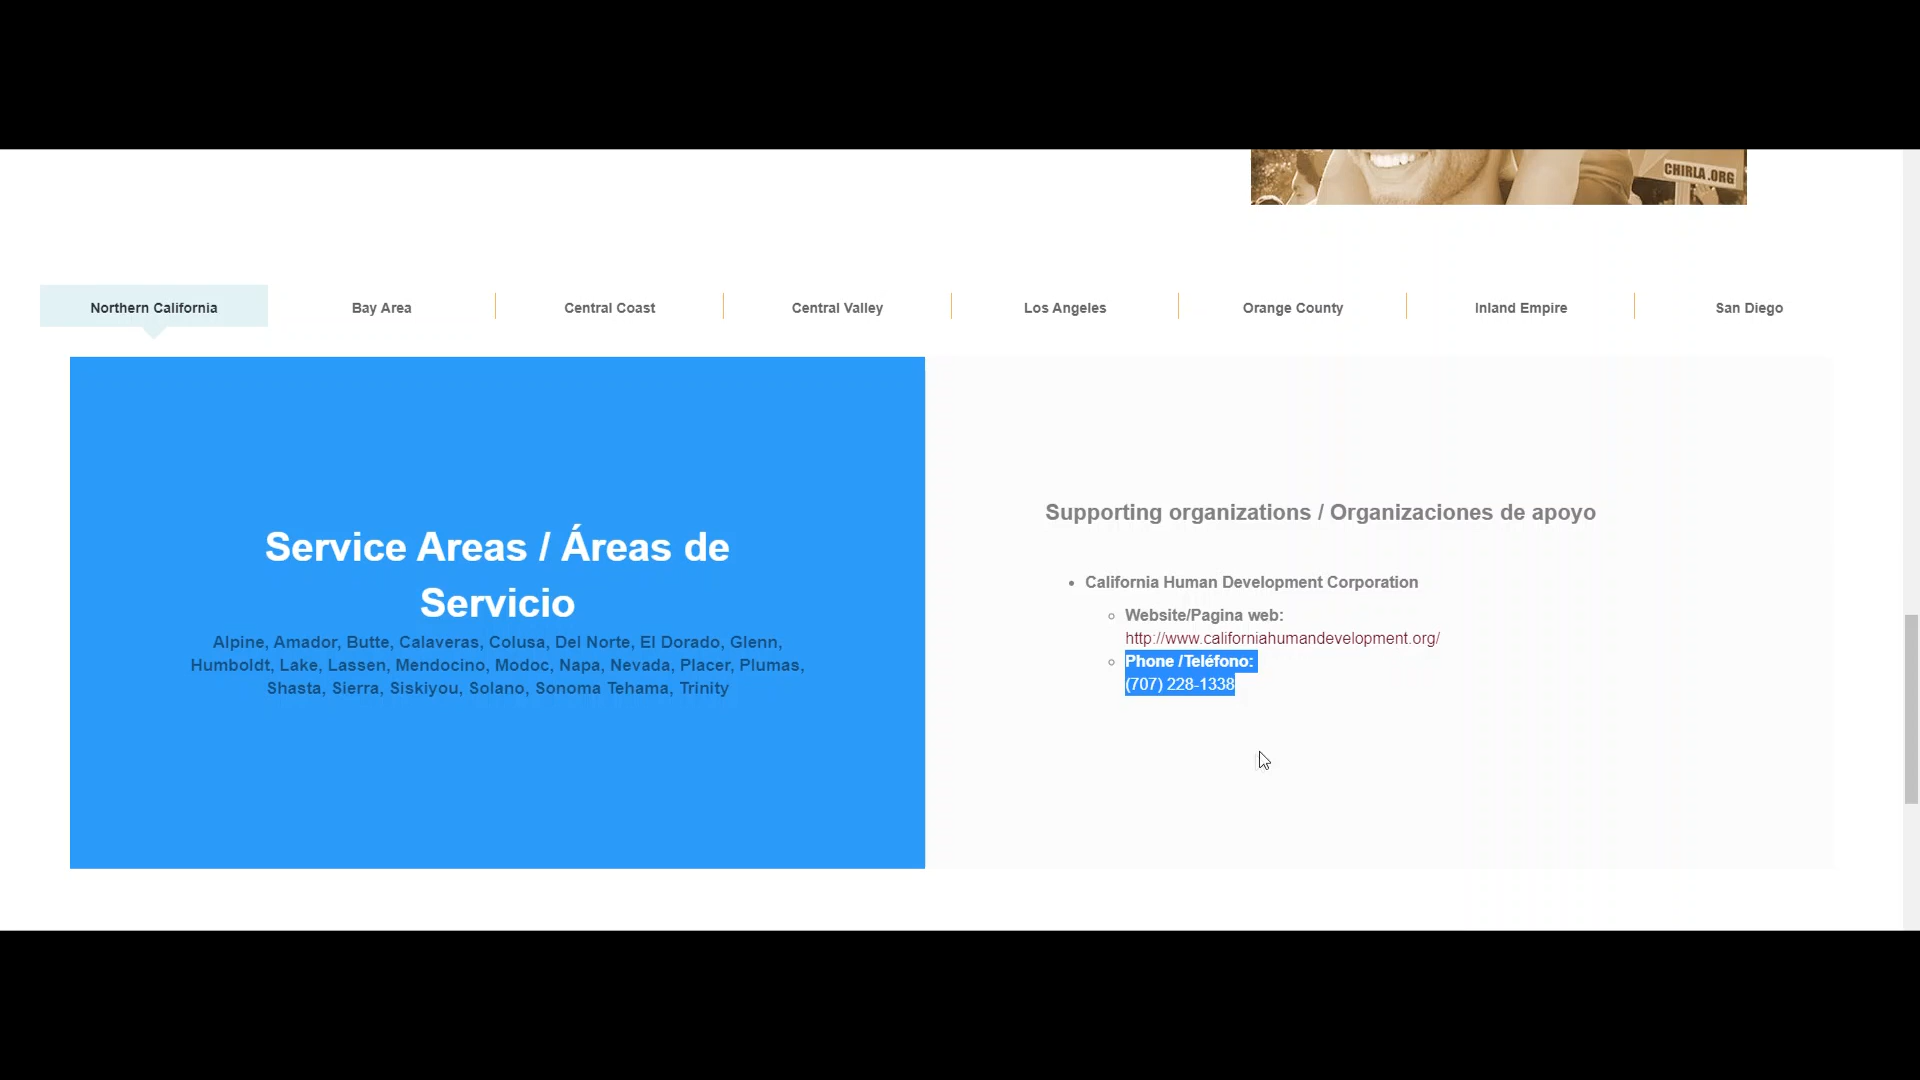 CHIRLA.ORG
Northern California
Bay Area
Central Coast
Central Valley
Los Angeles
Orange County
Inland Empire
San Diego
Service Areas / Áreas de
Servicio
Alpine, Amador, Butte, Calaveras, Colusa, Del Norte, El Dorado, Glenn,
Humboldt, Lake, Lassen, Mendocino, Modoc, Napa, Nevada, Placer, Plumas,
Shasta, Sierra, Siskiyou, Solano, Sonoma Tehama, Trinity
Supporting organizations / Organizaciones de apoyo
California Human Development Corporation
Website/Pagina web:
http://www.californiahumandevelopment.org/
Phone /Teléfono:
(707) 228-1338